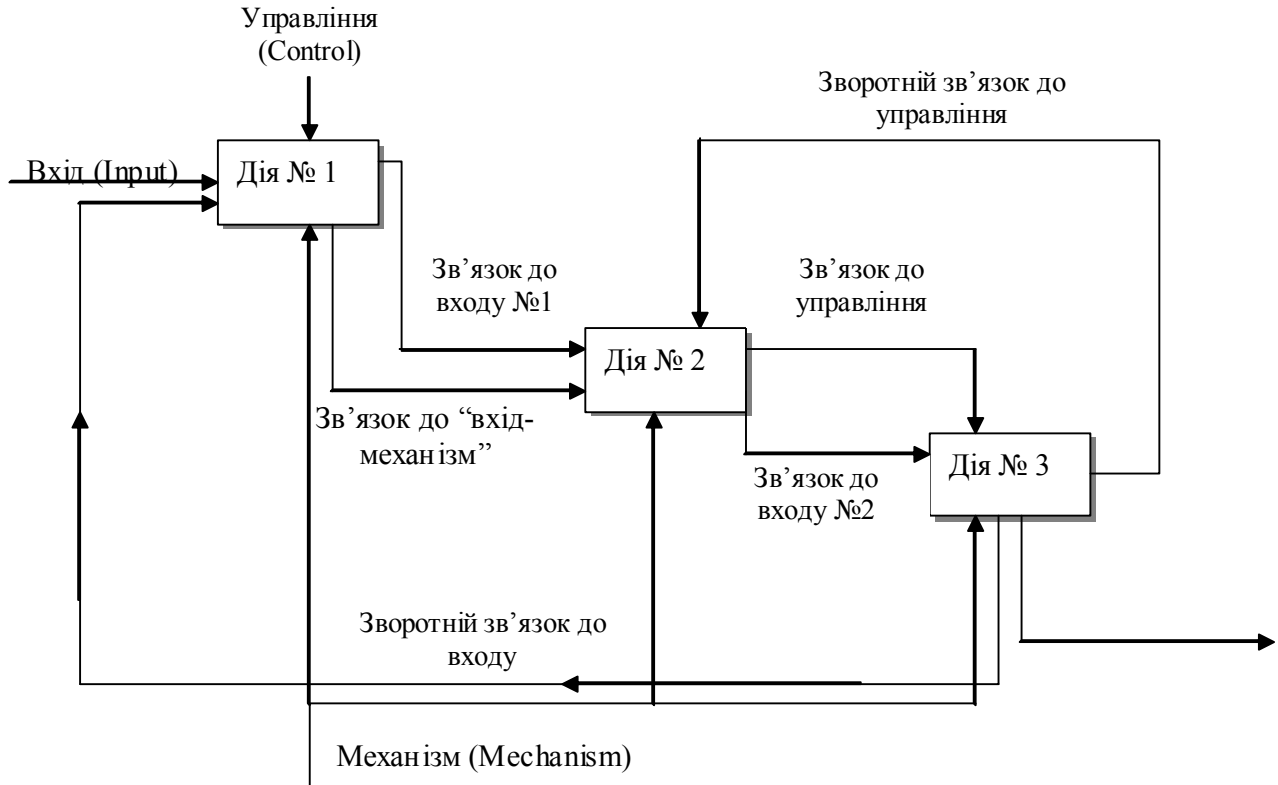 Управління
(Control)
Зворотній зв’язок до
управління
Вхід (Input)
Дія № 1
Зв’язок до
входу №1
Зв’язок до
управління
Дія № 2
Зв’язок до “вхід-
механізм”
Дія № 3
Зв’язок до
входу №2
Зворотній зв’язок до
входу
Механізм (Mechanism)